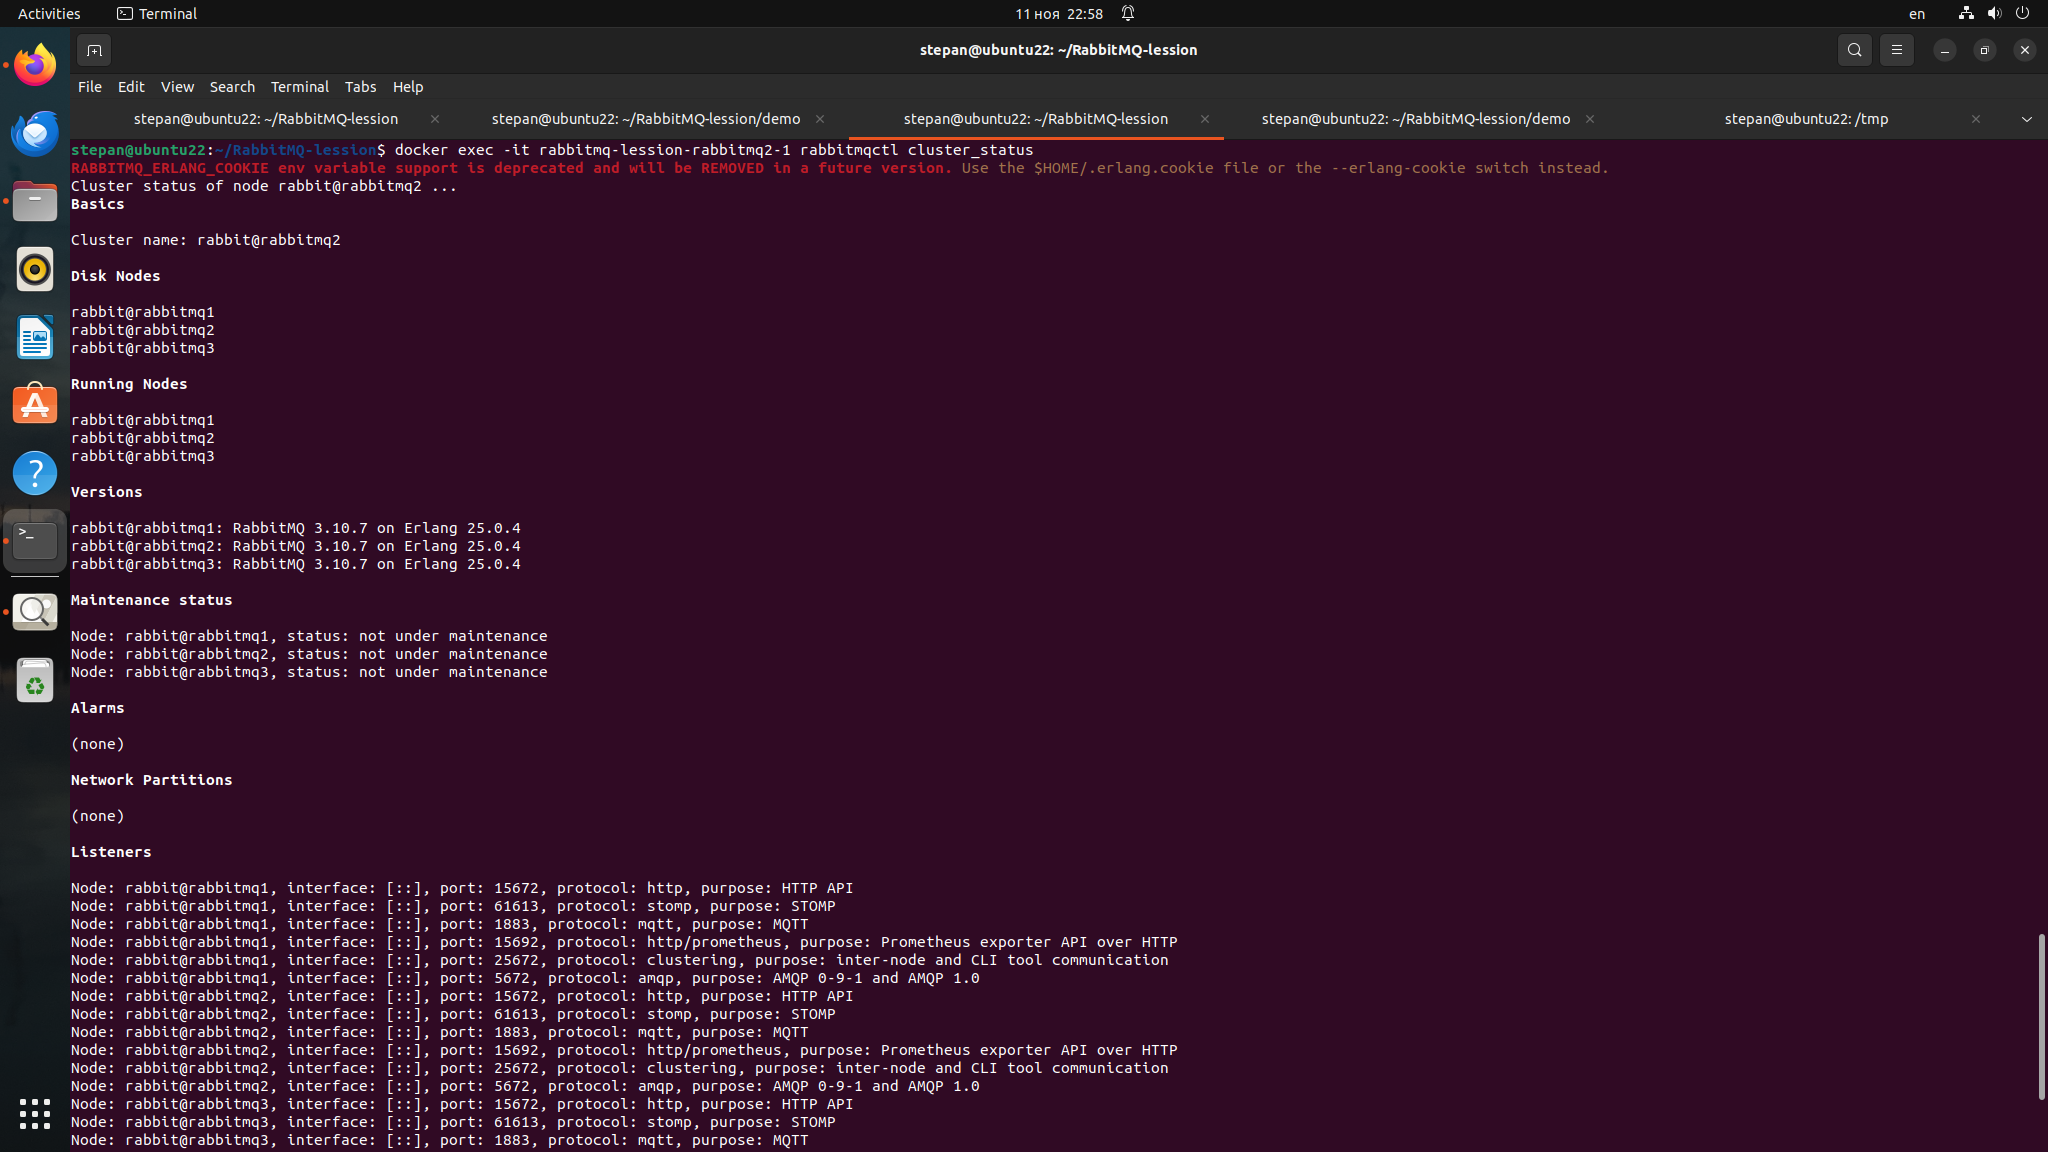 Activities
Terminal
11 ноя 22:58
en
stepan@ubuntu22: ~/RabbitMQ-lession
File Edit View Search Terminal Tabs Help
stepan@ubuntu22: ~/RabbitMQ-lession
stepan@ubuntu22: ~/RabbitMQ-lession/demo
stepan@ubuntu22: ~/RabbitMQ-lession
stepan@ubuntu22: ~/RabbitMQ-lession/demo
stepan@ubuntu22: /tmp
stepan@ubuntu22:~/RabbitMQ-lession$ docker exec -it rabbitmq-lession-rabbitmq2-1 rabbitmqctl cluster_status
RABBITMQ_ERLANG_COOKIE env variable support is deprecated and will be REMOVED in a future version. Use the $HOME/.erlang.cookie file or the --erlang-cookie switch instead.
Cluster status of node rabbit@rabbitmq2 ...
Basics
Cluster name: rabbit@rabbitmq2
Disk Nodes
rabbit@rabbitmq1
rabbit@rabbitmq2
rabbit@rabbitmq3
Running Nodes
rabbit@rabbitmq1
rabbit@rabbitmq2
rabbit@rabbitmq3
Versions
rabbit@rabbitmq1: RabbitMQ 3.10.7 on Erlang 25.0.4
rabbit@rabbitmq2: RabbitMQ 3.10.7 on Erlang 25.0.4
rabbit@rabbitmq3: RabbitMQ 3.10.7 on Erlang 25.0.4
Maintenance status
Node: rabbit@rabbitmq1, status: not under maintenance
Node: rabbit@rabbitmq2, status: not under maintenance
Node: rabbit@rabbitmq3, status: not under maintenance
Alarms
(none)
Network Partitions
(none)
Listeners
Node: rabbit@rabbitmq1, interface: [::], port: 15672, protocol: http, purpose: HTTP API
Node: rabbit@rabbitmq1, interface: [::], port: 61613, protocol: stomp, purpose: STOMP
Node: rabbit@rabbitmq1, interface: [::], port: 1883, protocol: mqtt, purpose: MQTT
Node: rabbit@rabbitmq1, interface: [::], port: 15692, protocol: http/prometheus, purpose: Prometheus exporter API over HTTP
Node: rabbit@rabbitmq1, interface: [::], port: 25672, protocol: clustering, purpose: inter-node and CLI tool communication
Node: rabbit@rabbitmq1, interface: [::], port: 5672, protocol: amqp, purpose: AMQP 0-9-1 and AMQP 1.0
Node: rabbit@rabbitmq2, interface: [::], port: 15672, protocol: http, purpose: HTTP API
Node: rabbit@rabbitmq2, interface: [::], port: 61613, protocol: stomp, purpose: STOMP
Node: rabbit@rabbitmq2, interface: [::], port: 1883, protocol: mqtt, purpose: MQTT
Node: rabbit@rabbitmq2, interface: [::], port: 15692, protocol: http/prometheus, purpose: Prometheus exporter API over HTTP
Node: rabbit@rabbitmq2, interface: [::], port: 25672, protocol: clustering, purpose: inter-node and CLI tool communication
Node: rabbit@rabbitmq2, interface: [::], port: 5672, protocol: amqp, purpose: AMQP 0-9-1 and AMQP 1.0
Node: rabbit@rabbitmq3, interface: [::], port: 15672, protocol: http, purpose: HTTP API
Node: rabbit@rabbitmq3, interface: [::], port: 61613, protocol: stomp, purpose: STOMP
Node: rabbit@rabbitmq3, interface: [::], port: 1883, protocol: mqtt, purpose: MQTT